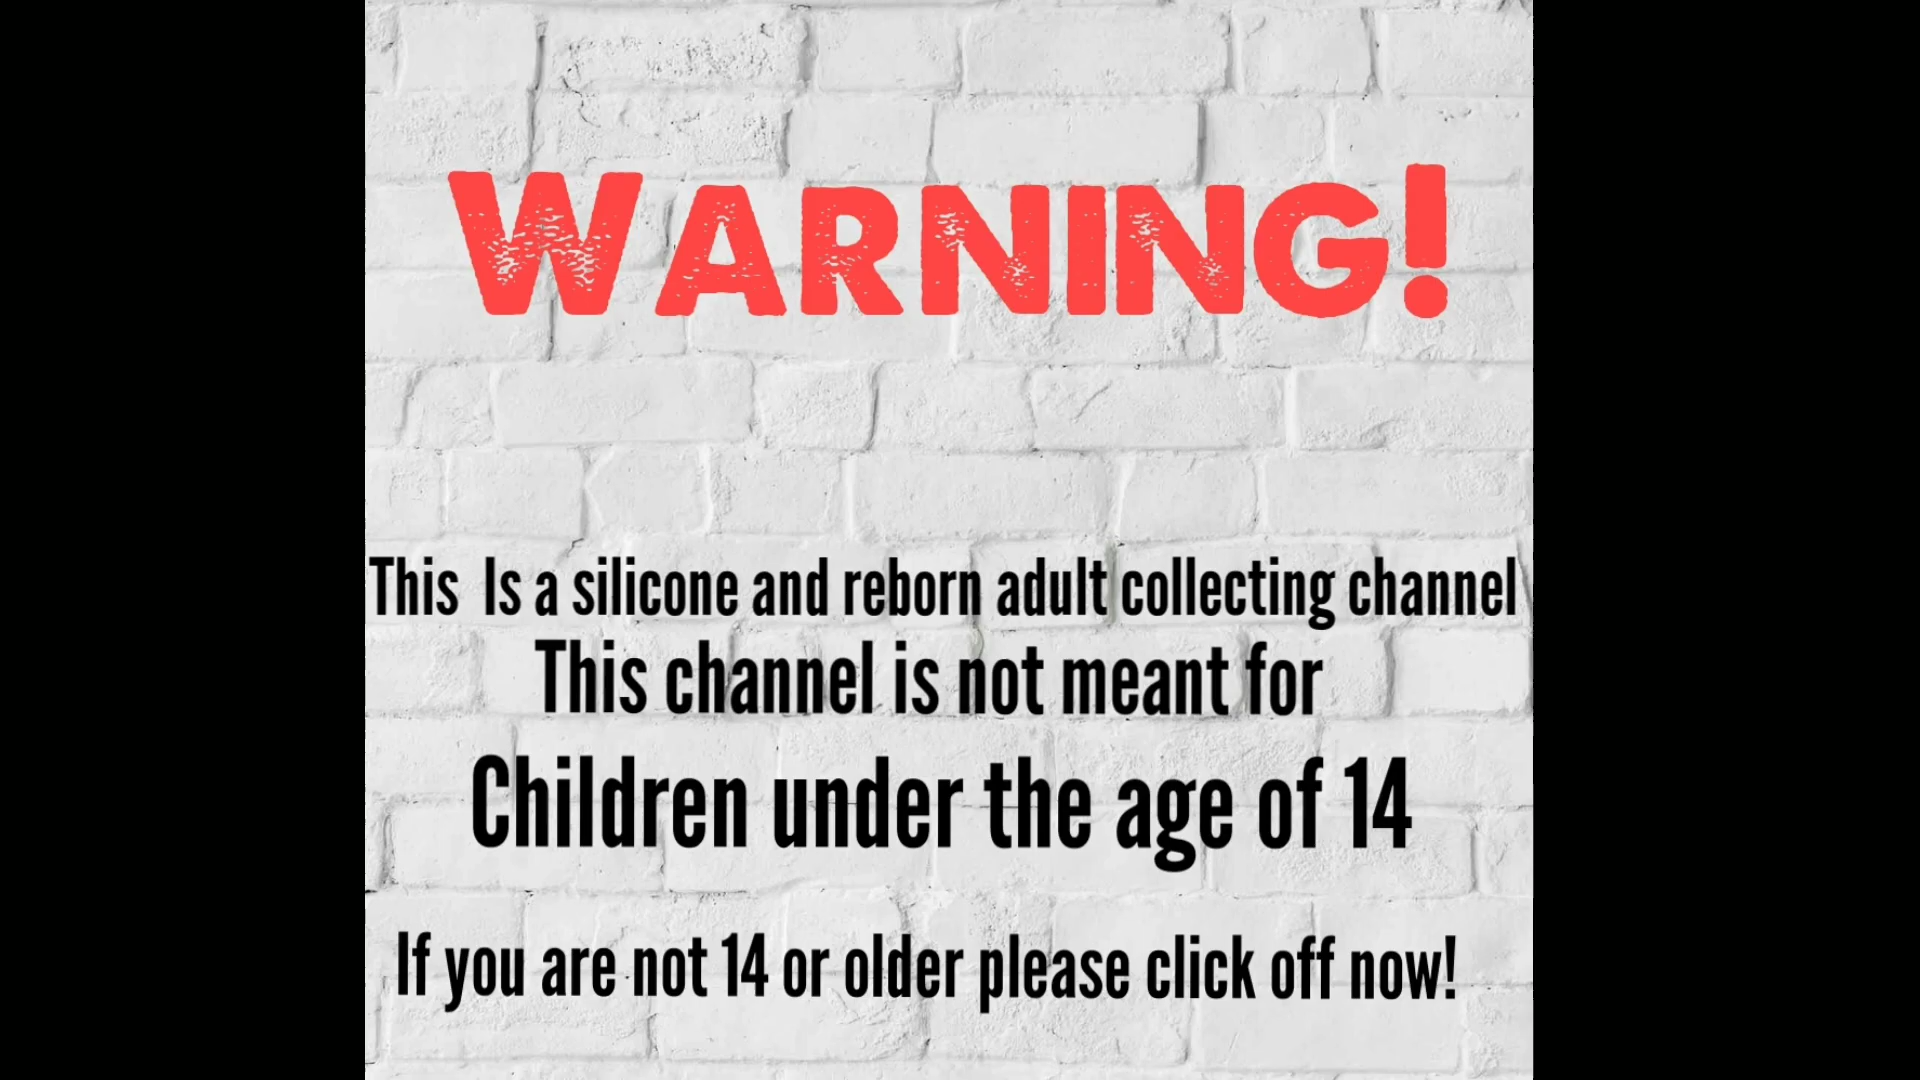 WARNING!
This Is a silicone and reborn adult collecting channel
This channel is not meant for
Children under the age of 14
If you are not 14 or older please click off now!